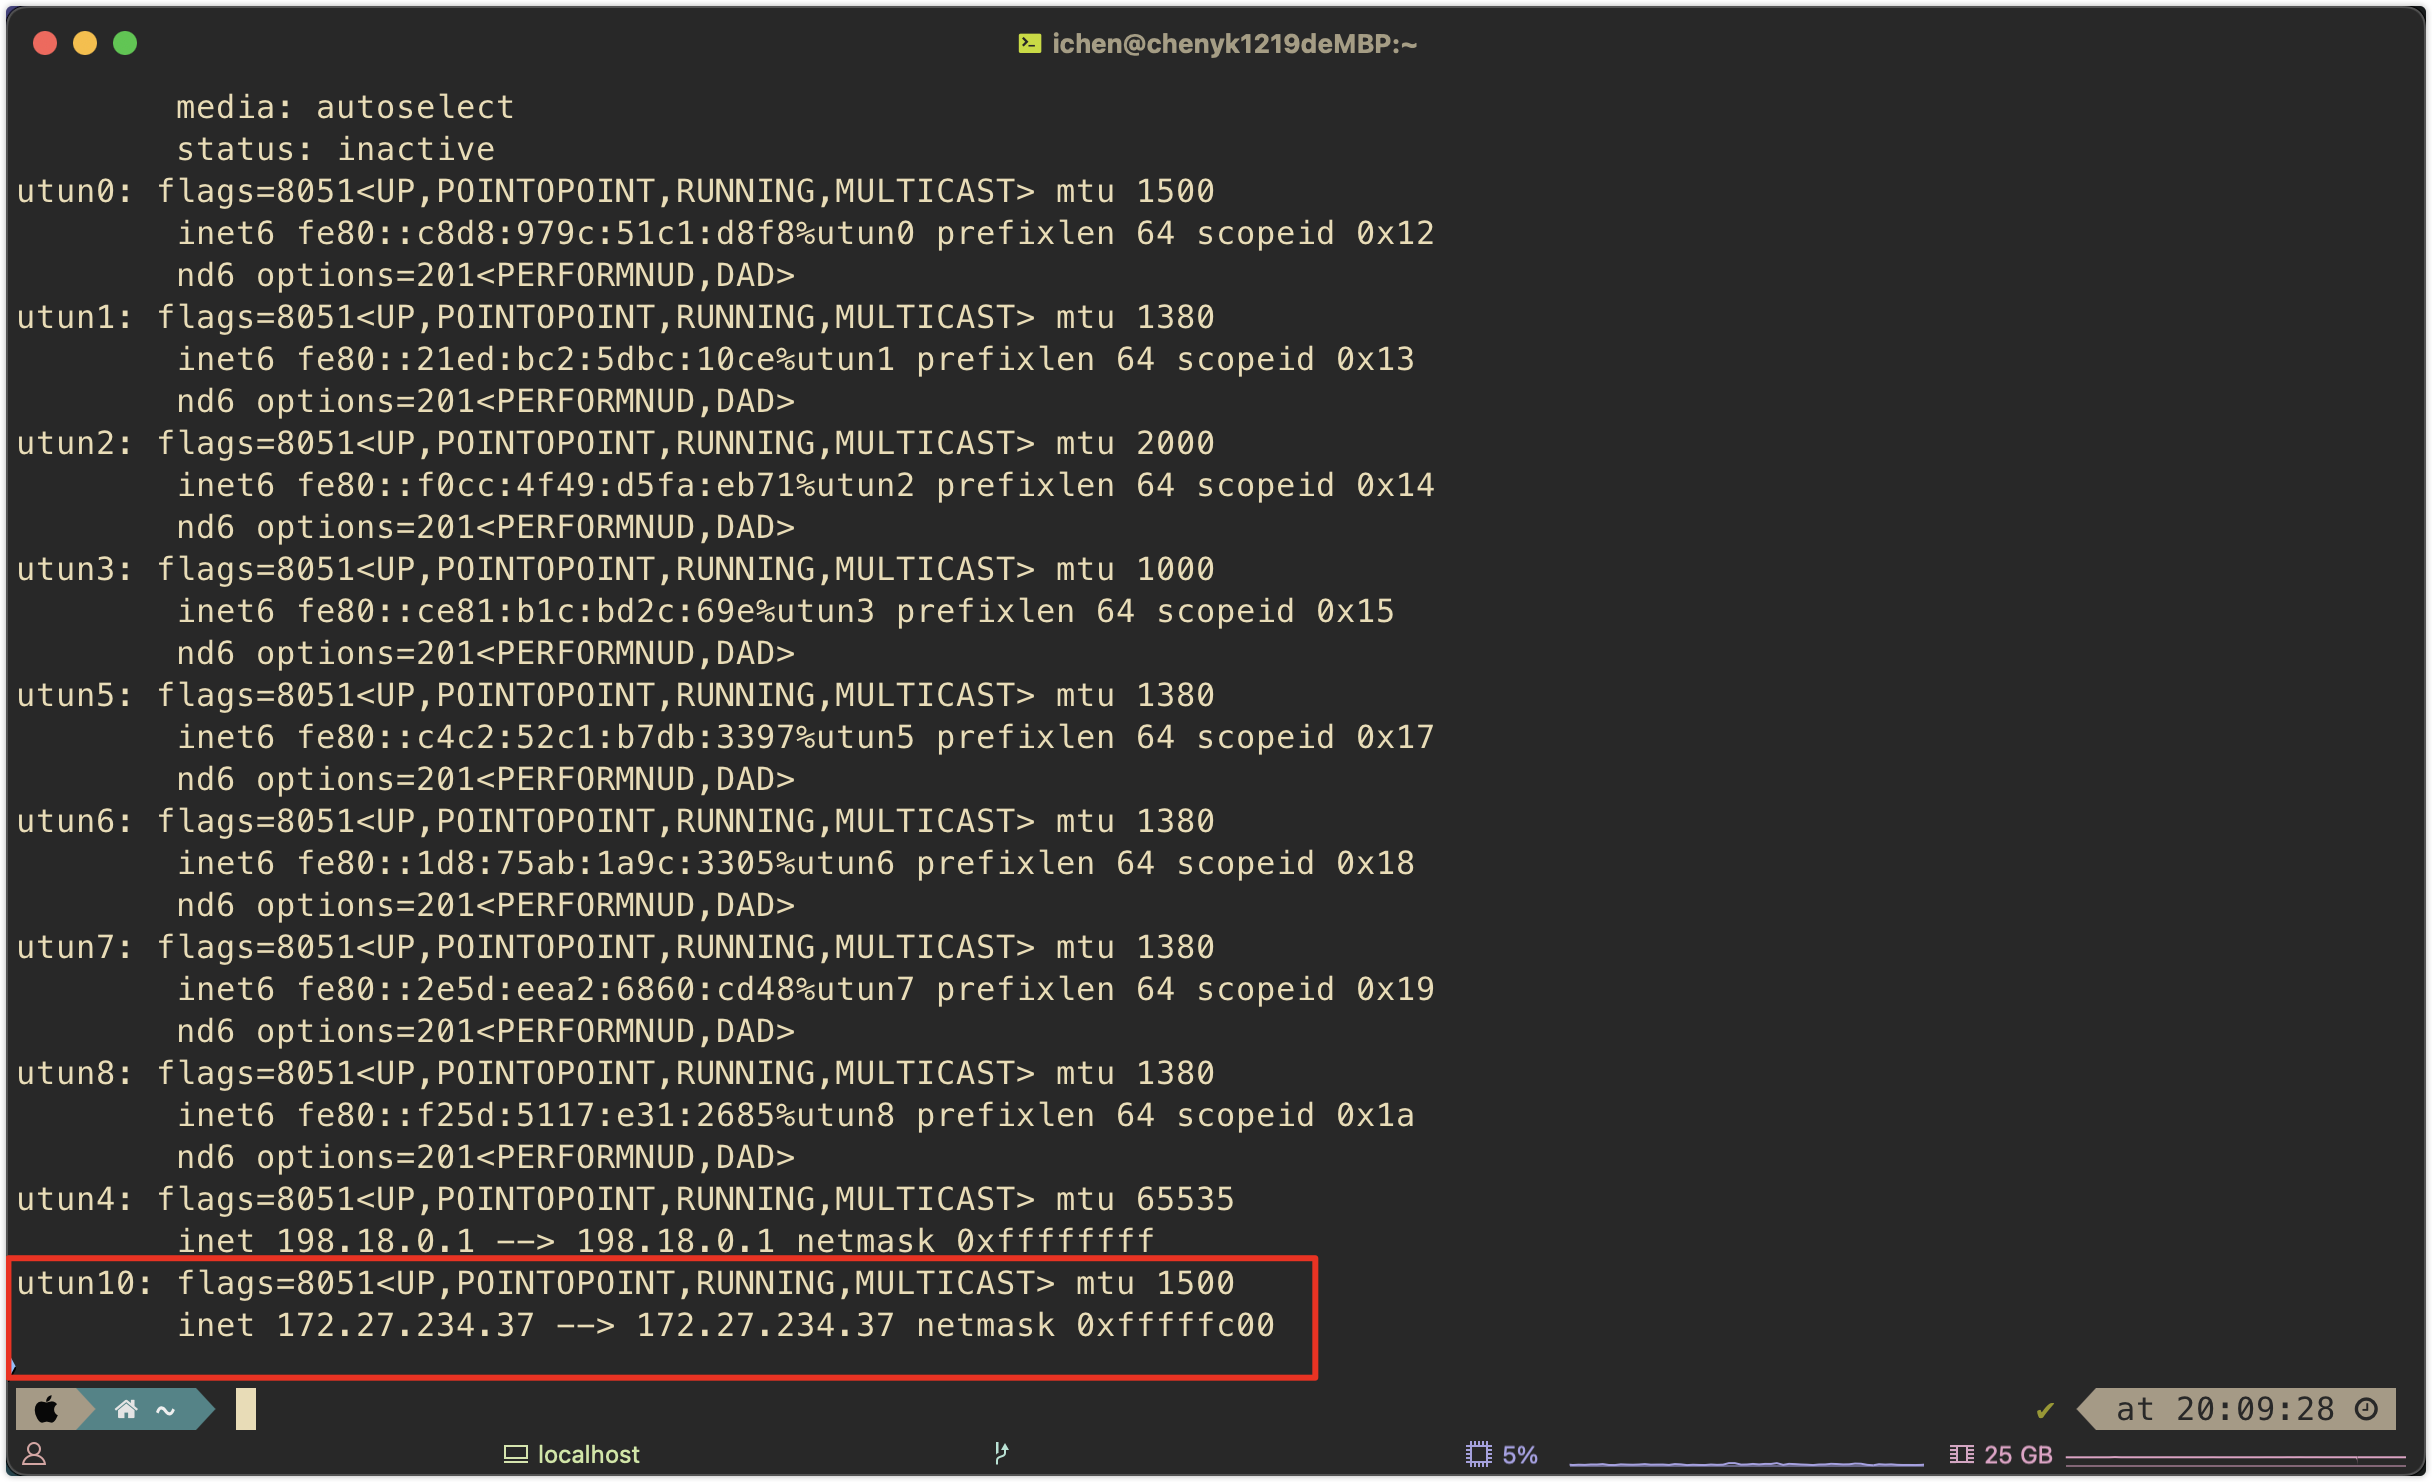 ichen@chenyk1219deMBP:~
media: autoselect
status: inactive
utun0: flags=8051<UP,POINTOPOINT,RUNNING,MULTICAST> mtu 1500
inet6 fe80::c8d8:979c:51c1:d8f8%utun0 prefixlen 64 scopeid 0x12
nd6 options=201<PERFORMNUD,DAD>
utun1: flags=8051<UP,POINTOPOINT,RUNNING,MULTICAST> mtu 1380
inet6 fe80::21ed:bc2:5dbc:10ce%utun1 prefixlen 64 scopeid 0x13
nd6 options=201<PERFORMNUD,DAD>
utun2: flags=8051<UP,POINTOPOINT,RUNNING,MULTICAST> mtu 2000
inet6 fe80::f0cc:4f49:d5fa:eb71%utun2 prefixlen 64 scopeid 0x14
nd6 options=201<PERFORMNUD,DAD>
utun3: flags=8051<UP,POINTOPOINT,RUNNING,MULTICAST> mtu 1000
inet6 fe80::ce81:b1c:bd2c:69e%utun3 prefixlen 64 scopeid 0x15
nd6 options=201<PERFORMNUD,DAD>
utun5: flags=8051<UP,POINTOPOINT,RUNNING,MULTICAST> mtu 1380
inet6 fe80::c4c2:52c1:b7db:3397%utun5 prefixlen 64 scopeid 0x17
nd6 options=201<PERFORMNUD,DAD>
utun6: flags=8051<UP,POINTOPOINT,RUNNING,MULTICAST> mtu 1380
inet6 fe80::1d8:75ab:1a9c:3305%utun6 prefixlen 64 scopeid 0x18
nd6 options=201<PERFORMNUD,DAD>
utun7: flags=8051<UP,POINTOPOINT,RUNNING,MULTICAST> mtu 1380
inet6 fe80::2e5d:eea2:6860:cd48%utun7 prefixlen 64 scopeid 0x19
nd6 options=201<PERFORMNUD,DAD>
utun8: flags=8051<UP,POINTOPOINT,RUNNING,MULTICAST> mtu 1380
inet6 fe80::f25d:5117:e31:2685%utun8 prefixlen 64 scopeid 0x1a
nd6 options=201<PERFORMNUD,DAD>
utun4: flags=8051<UP,POINTOPOINT,RUNNING,MULTICAST> mtu 65535
inet 198.18.0.1 --> 198.18.0.1 netmask 0xffffffff
utun10: flags=8051<UP,POINTOPOINT,RUNNING,MULTICAST> mtu 1500
inet 172.27.234.37 --> 172.27.234.37 netmask 0xfffffc00
~ ✔ at 20:09:28
localhost 5% 25 GB